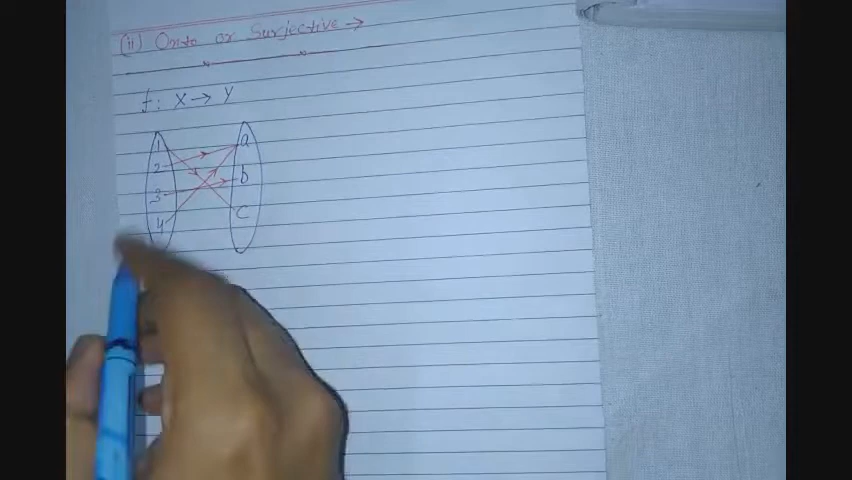 (ii) Onto or Surjective →
f: X → Y
1 a
2
b
3
c
4